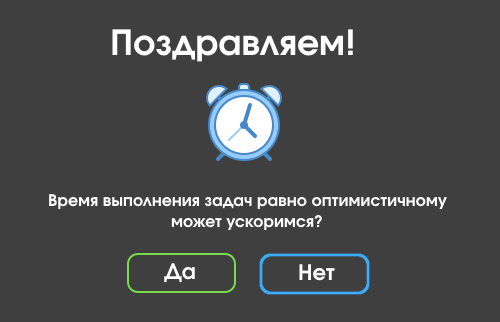 Поздравляем!
Время выполнения задач равно оптимистичному
может ускоримся?
Да
Нет